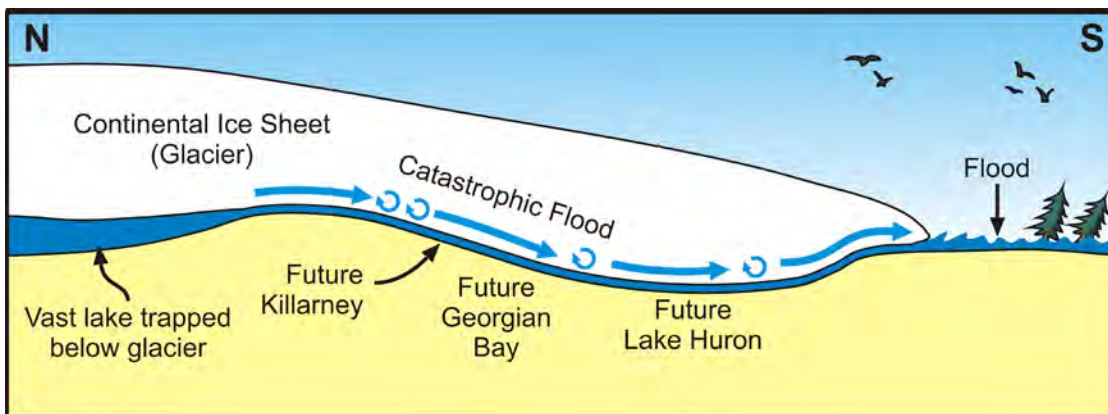 N
S
Continental Ice Sheet
(Glacier)
Catastrophic Flood
Flood
Vast lake trapped
below glacier
Future
Killarney
Future
Georgian
Bay
Future
Lake Huron